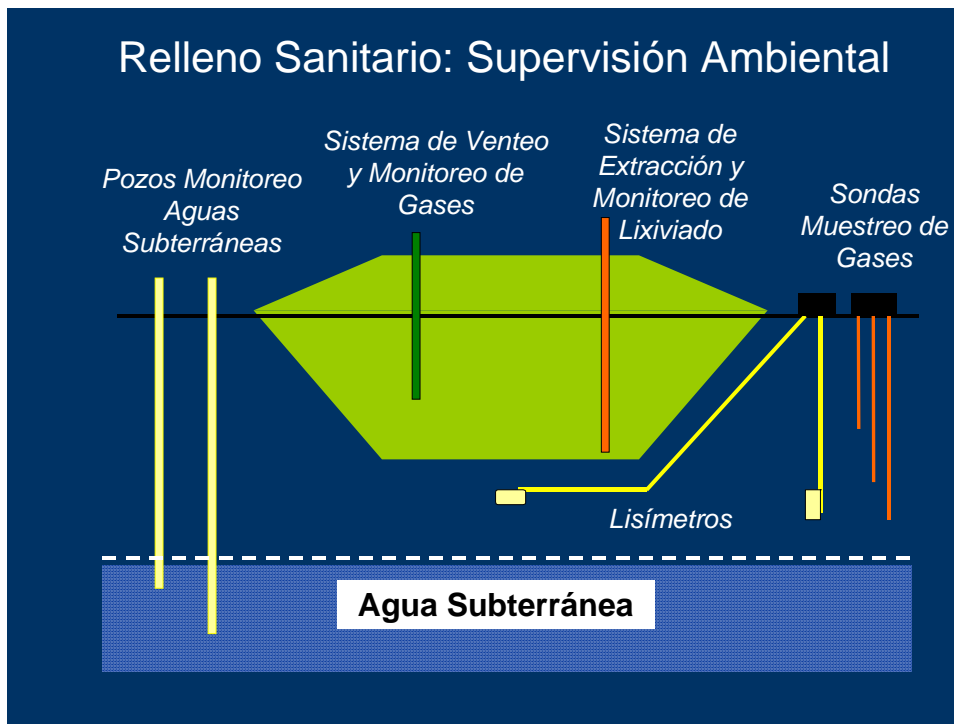 Relleno Sanitario: Supervisión Ambiental
Pozos Monitoreo
Aguas
Subterráneas
Sistema de Venteo
y Monitoreo de
Gases
Sistema de
Extracción y
Monitoreo de
Lixiviado
Sondas
Muestreo de
Gases
Lisímetros
Agua Subterránea